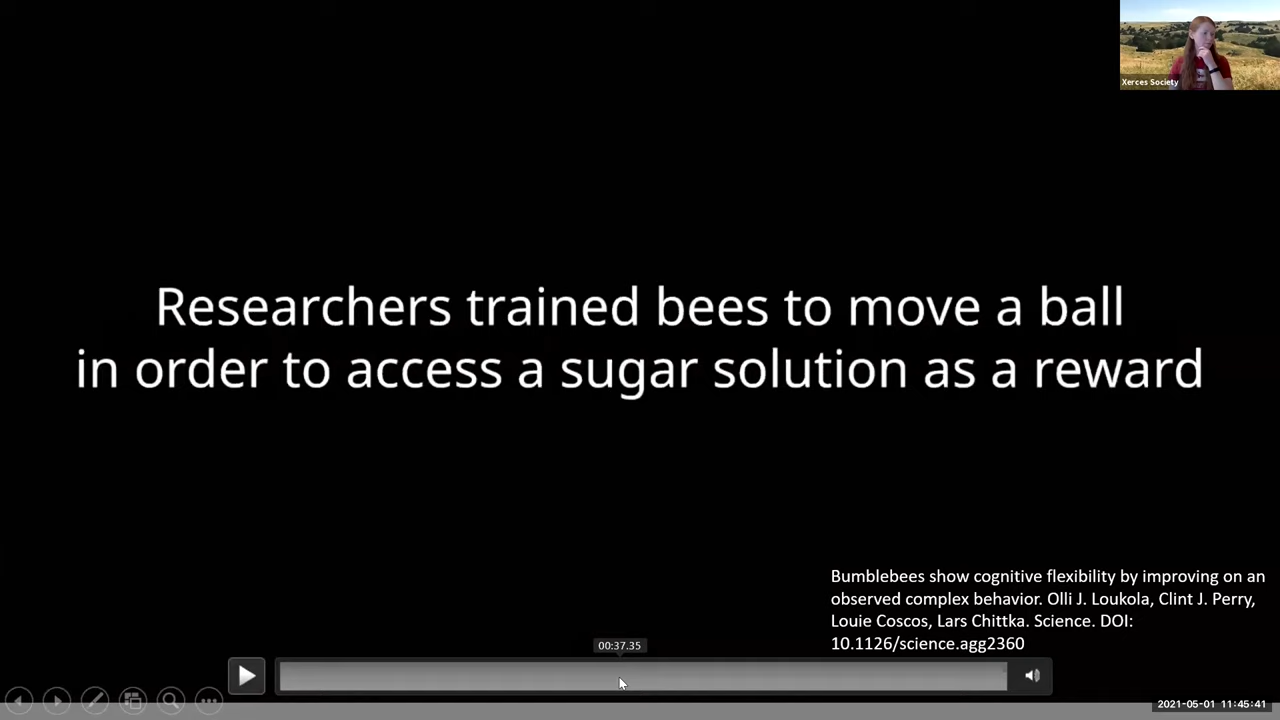 Xerces Society
Researchers trained bees to move a ball
in order to access a sugar solution as a reward
Bumblebees show cognitive flexibility by improving on an
observed complex behavior. Olli J. Loukola, Clint J. Perry,
Louie Coscos, Lars Chittka. Science. DOI:
10.1126/science.agg2360
00:37.35
2021-05-01 11:45:41